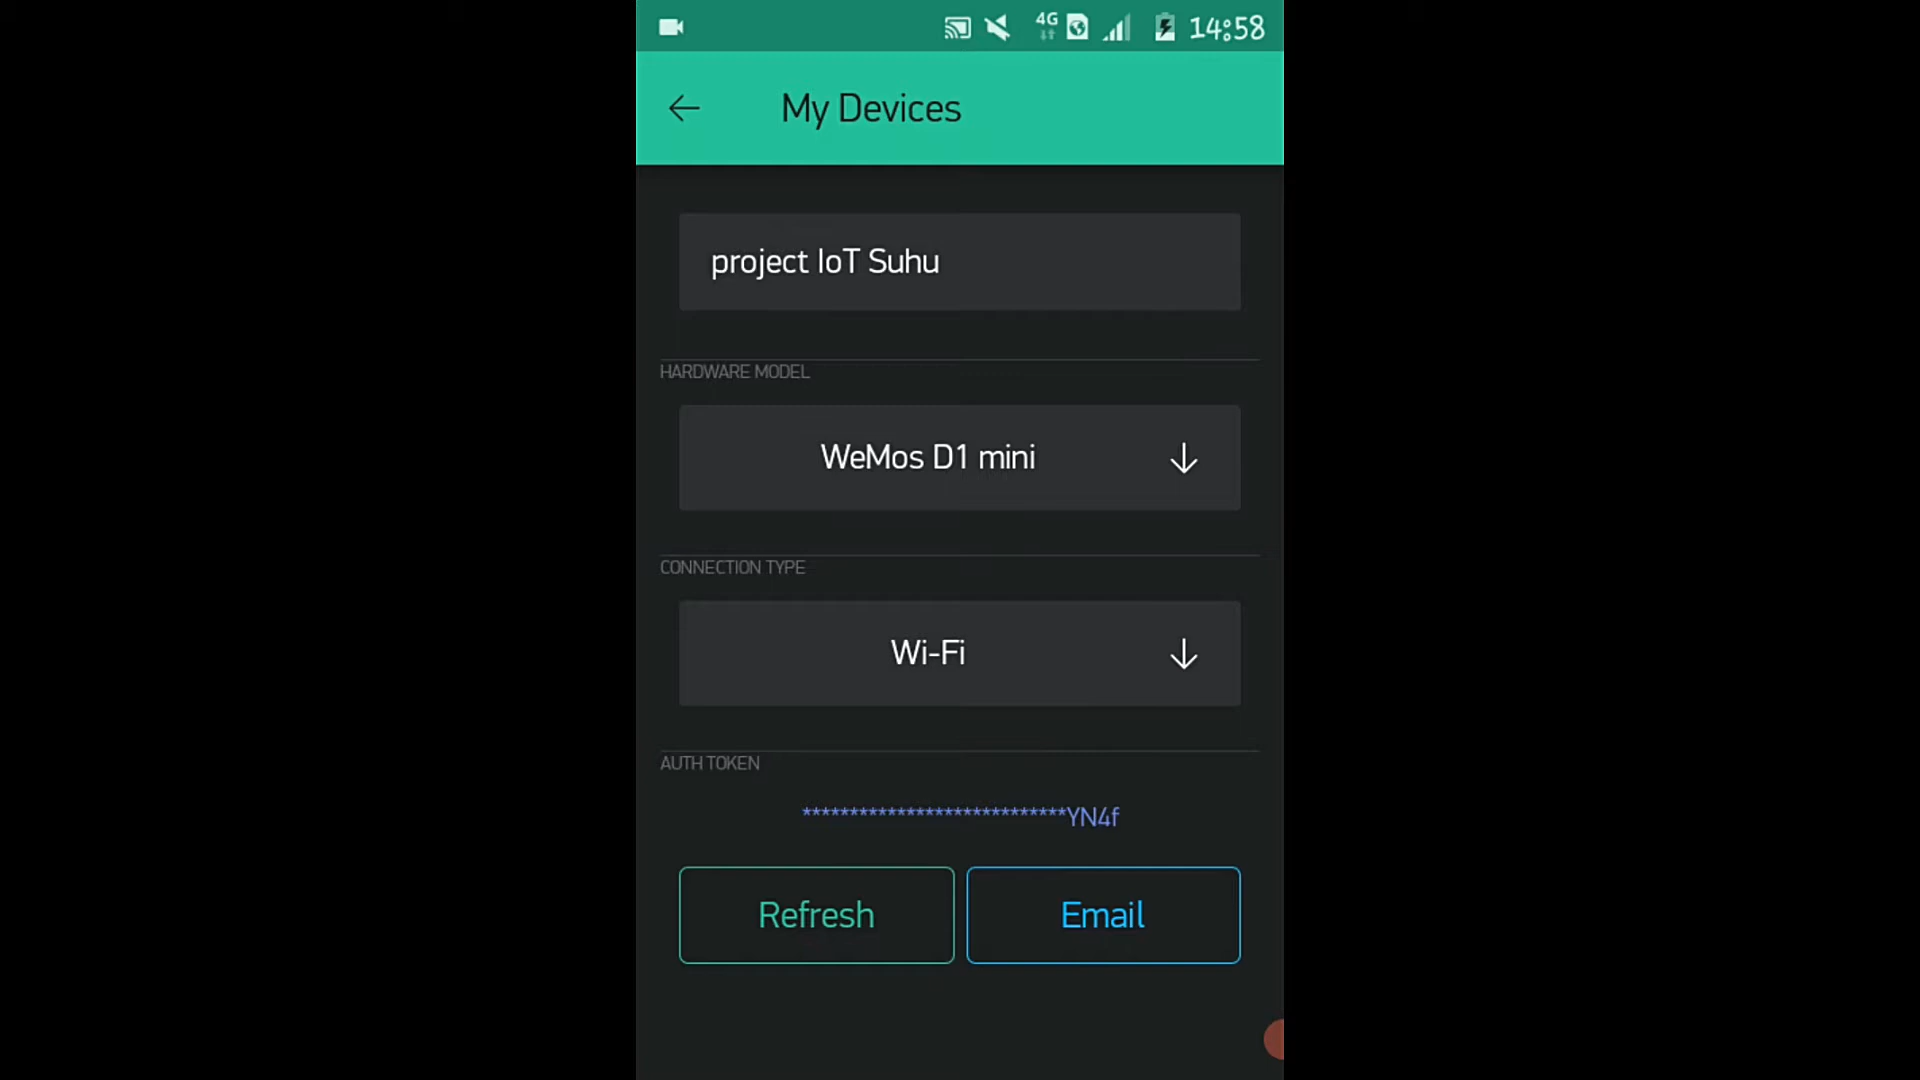 4G 14:58
My Devices
project IoT Suhu
HARDWARE MODEL
WeMos D1 mini
CONNECTION TYPE
Wi-Fi
AUTH TOKEN
****************************YN4f
Refresh Email